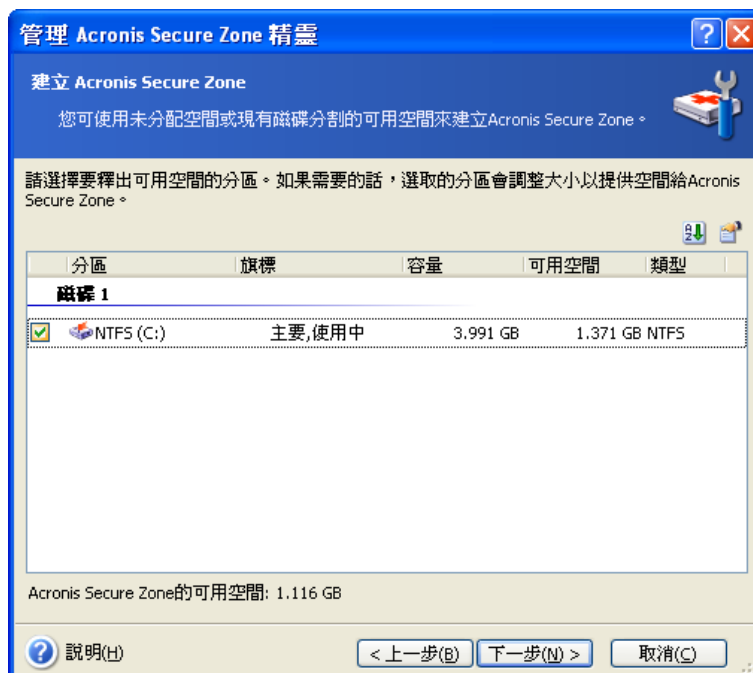 管理 Acronis Secure Zone 精靈
建立 Acronis Secure Zone
您可使用未分配空間或現有磁碟分割的可用空間來建立Acronis Secure Zone。
請選擇要釋出可用空間的分區。如果需要的話，選取的分區會調整大小以提供空間給Acronis
Secure Zone。
分區 旗標 容量 可用空間 類型
磁碟 1
NTFS (C:) 主要,使用中 3.991 GB 1.371 GB NTFS
Acronis Secure Zone的可用空間: 1.116 GB
說明(H) < 上一步(B) 下一步(N) > 取消(C)